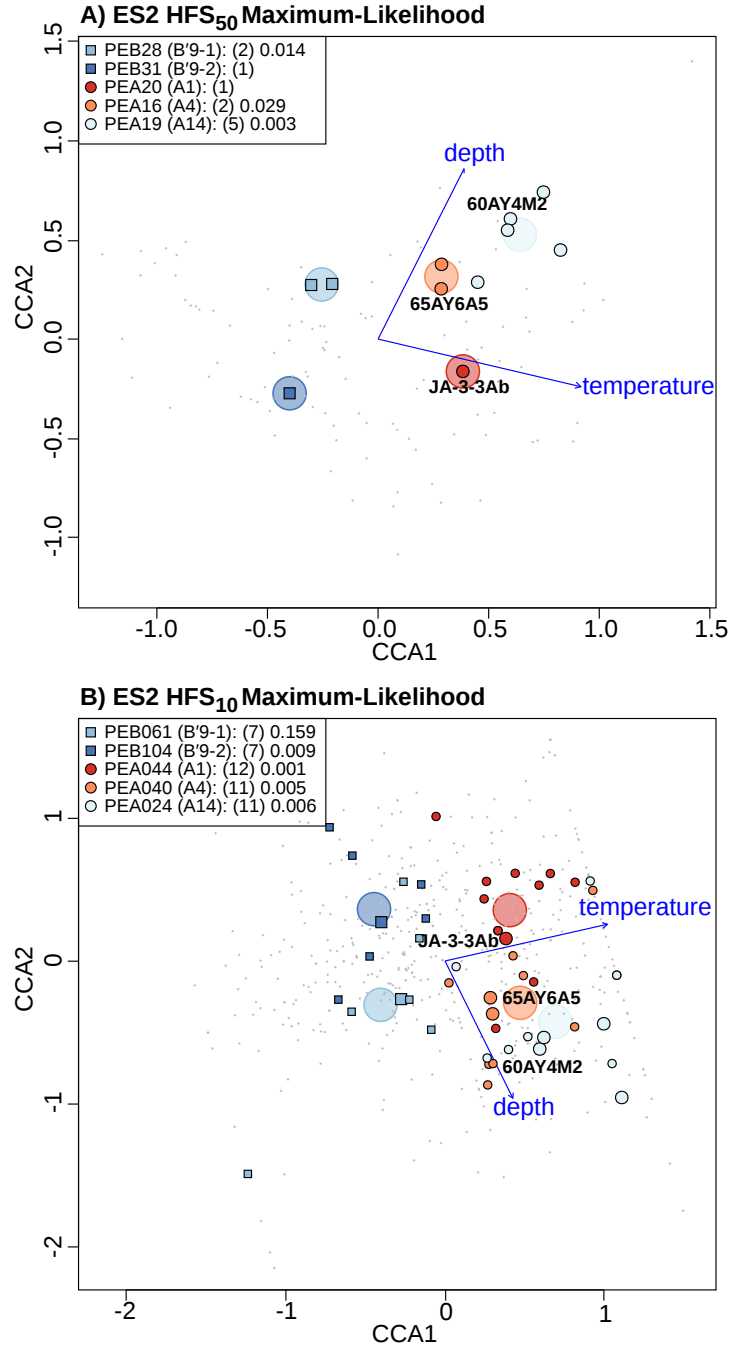 A) ES2 HFS50 Maximum-Likelihood
PEB28 (B'9-1): (2) 0.014
PEB31 (B'9-2): (1)
PEA20 (A1): (1)
PEA16 (A4): (2) 0.029
PEA19 (A14): (5) 0.003
depth
60AY4M2
65AY6A5
JA-3-3Ab
temperature
CCA2
1.5
1.0
0.5
0.0
-0.5
-1.0
-1.0 -0.5 0.0 0.5 1.0 1.5
CCA1
B) ES2 HFS10 Maximum-Likelihood
PEB061 (B'9-1): (7) 0.159
PEB104 (B'9-2): (7) 0.009
PEA044 (A1): (12) 0.001
PEA040 (A4): (11) 0.005
PEA024 (A14): (11) 0.006
temperature
JA-3-3Ab
65AY6A5
60AY4M2
depth
CCA2
1
0
-1
-2
-2 -1 0 1
CCA1